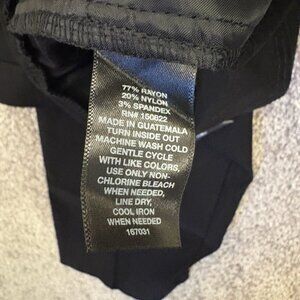 77% RAYON
20% NYLON
3% SPANDEX
RN# 150822
MADE IN GUATEMALA
TURN INSIDE OUT
MACHINE WASH COLD
GENTLE CYCLE
WITH LIKE COLORS,
USE ONLY NON-
CHLORINE BLEACH
WHEN NEEDED,
LINE DRY,
COOL IRON
WHEN NEEDED
167031